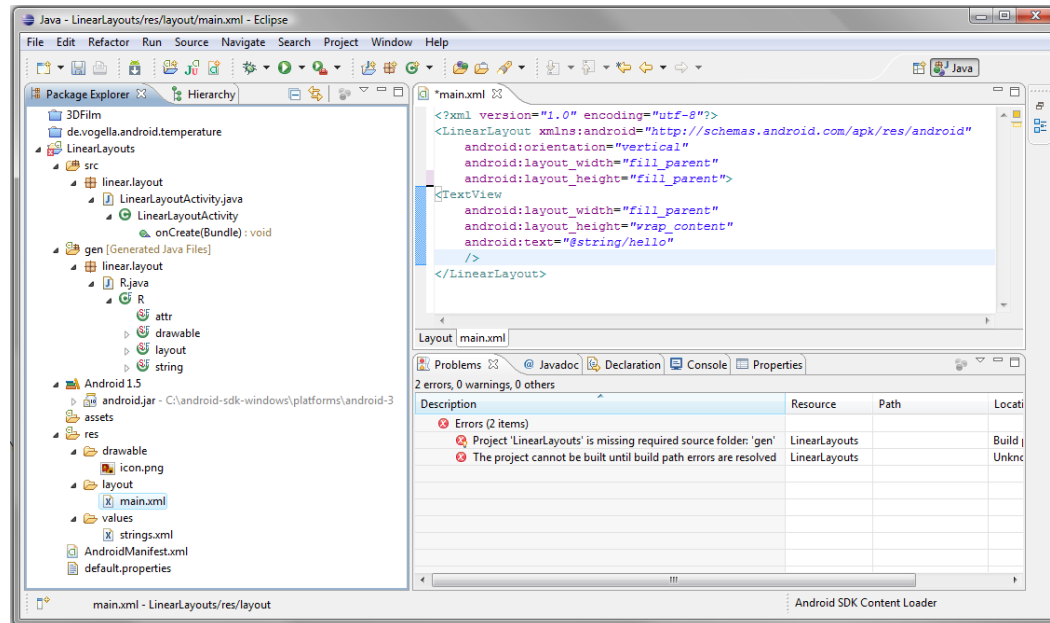 Java - LinearLayouts/res/layout/main.xml - Eclipse
File Edit Refactor Run Source Navigate Search Project Window Help
Java
Package Explorer Hierarchy
3DFilm
de.vogella.android.temperature
LinearLayouts
src
linear.layout
LinearLayoutActivity.java
LinearLayoutActivity
onCreate(Bundle) : void
gen [Generated Java Files]
linear.layout
R.java
R
attr
drawable
layout
string
Android 1.5
android.jar - C:\android-sdk-windows\platforms\android-3
assets
res
drawable
icon.png
layout
main.xml
values
strings.xml
AndroidManifest.xml
default.properties
*main.xml
<?xml version="1.0" encoding="utf-8"?>
<LinearLayout xmlns:android="http://schemas.android.com/apk/res/android"
android:orientation="vertical"
android:layout_width="fill_parent"
android:layout_height="fill_parent">
<TextView
android:layout_width="fill_parent"
android:layout_height="wrap_content"
android:text="@string/hello"
/>
</LinearLayout>
Layout main.xml
Problems @ Javadoc Declaration Console Properties
2 errors, 0 warnings, 0 others
Description Resource Path Locati
Errors (2 items)
Project 'LinearLayouts' is missing required source folder: 'gen' LinearLayouts Build
The project cannot be built until build path errors are resolved LinearLayouts Unkno
main.xml - LinearLayouts/res/layout
Android SDK Content Loader